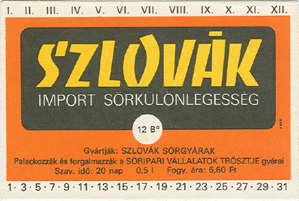 I. II. III. IV. V. VI. VII. VIII. IX. X. XI. XII.
SZLOVÁK
IMPORT SÖRKÜLÖNLEGESSÉG
12 B°
Gyártják: SZLOVÁK SÖRGYÁRAK
Palackozzák és forgalmazzák a SÖRIPARI VÁLLALATOK TRÖSZTJE gyárai
Szav. idő: 20 nap 0,5 l Fogy. ára: 6,60 Ft
1·3·5·7·9·11·13·15·17·19·21·23·25·27·29·31